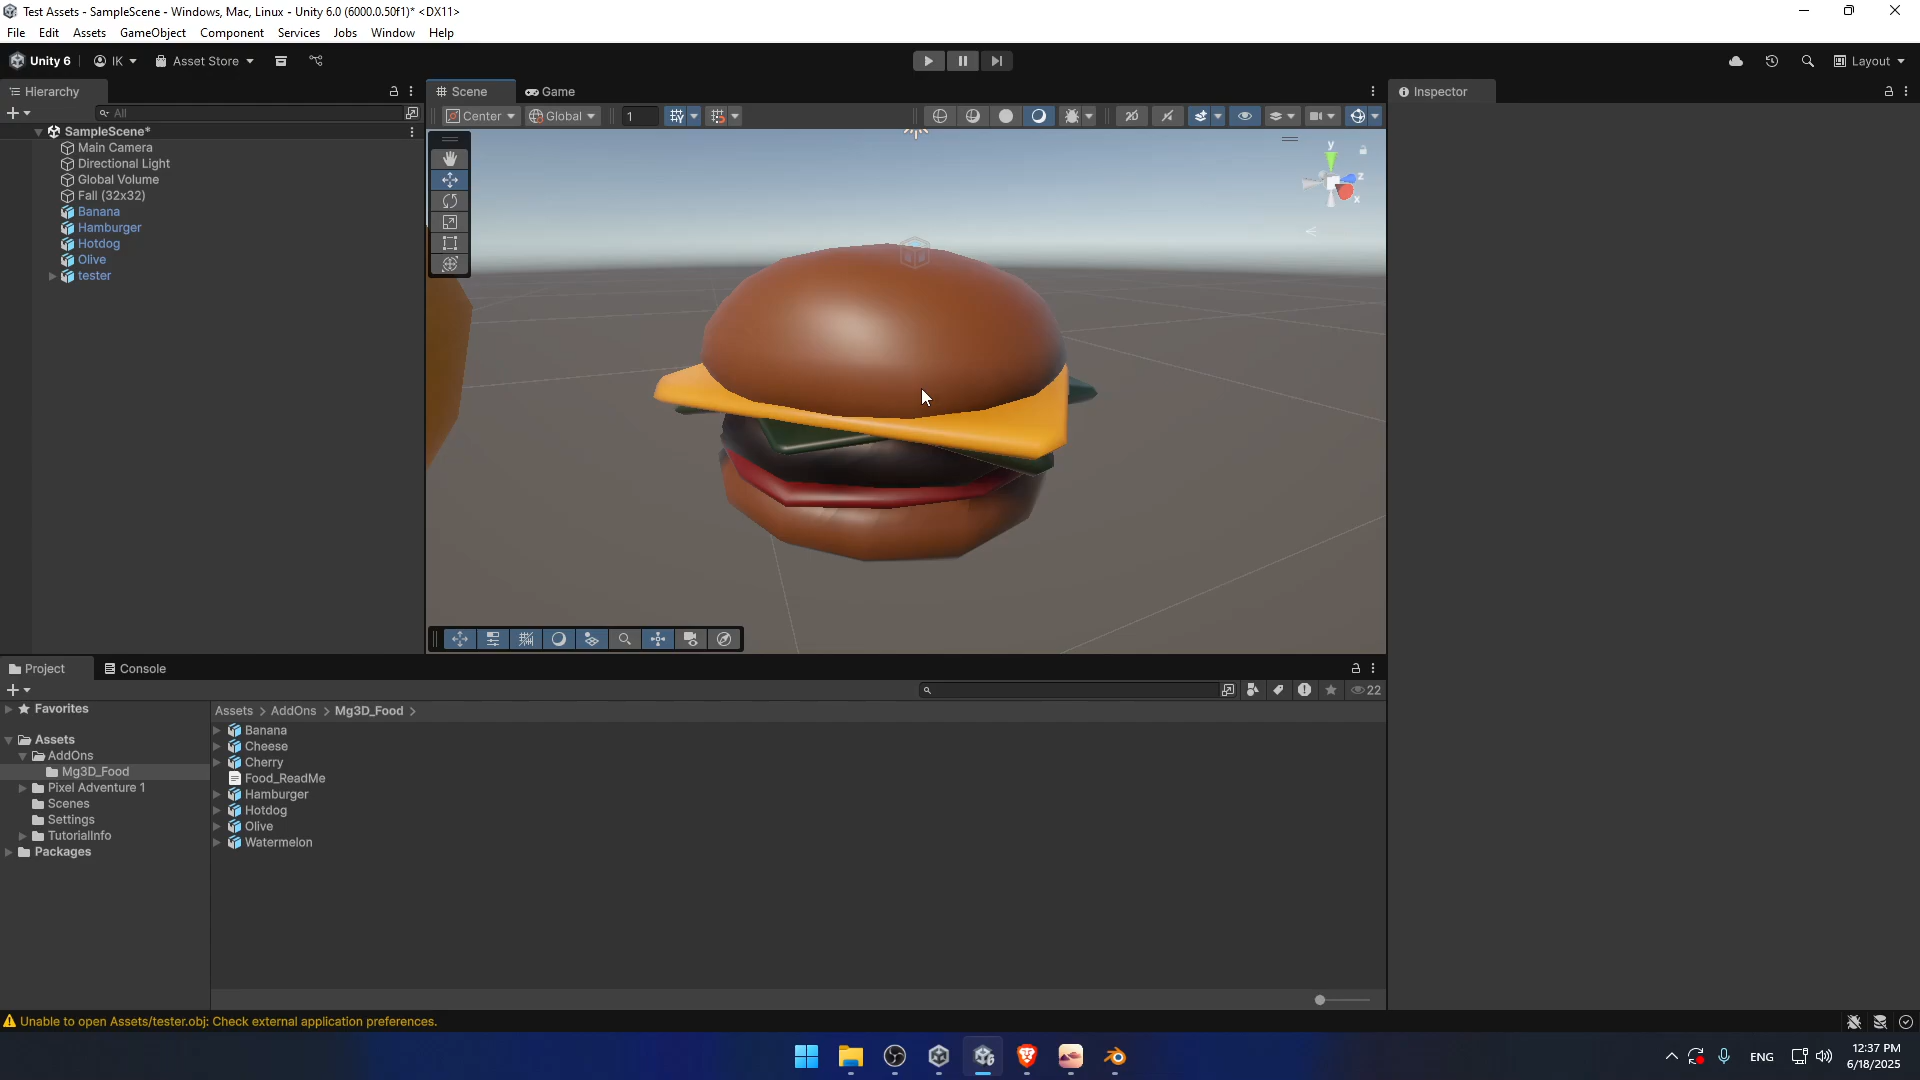 Test Assets - SampleScene - Windows, Mac, Linux - Unity 6.0 (6000.0.50f1)* <DX11>
File Edit Assets GameObject Component Services Jobs Window Help
Unity 6 IK Asset Store Layout
Hierarchy
All
SampleScene*
Main Camera
Directional Light
Global Volume
Fall (32x32)
Banana
Hamburger
Hotdog
Olive
tester
Scene Game
Center Global 1 2D
y
z
x
Inspector
Project Console
22
Favorites
Assets
AddOns
Mg3D_Food
Pixel Adventure 1
Scenes
Settings
TutorialInfo
Packages
Assets > AddOns > Mg3D_Food >
Banana
Cheese
Cherry
Food_ReadMe
Hamburger
Hotdog
Olive
Watermelon
Unable to open Assets/tester.obj: Check external application preferences.
ENG
12:37 PM
6/18/2025